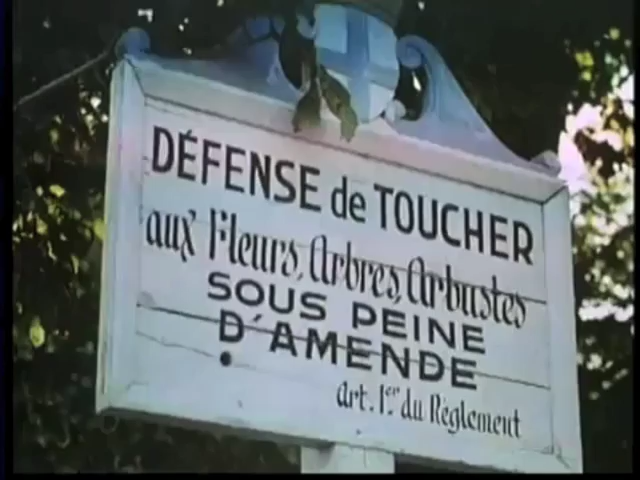 DÉFENSE de TOUCHER
aux Fleurs, Arbres, Arbustes
SOUS PEINE
D'AMENDE
Art. 1er du Règlement